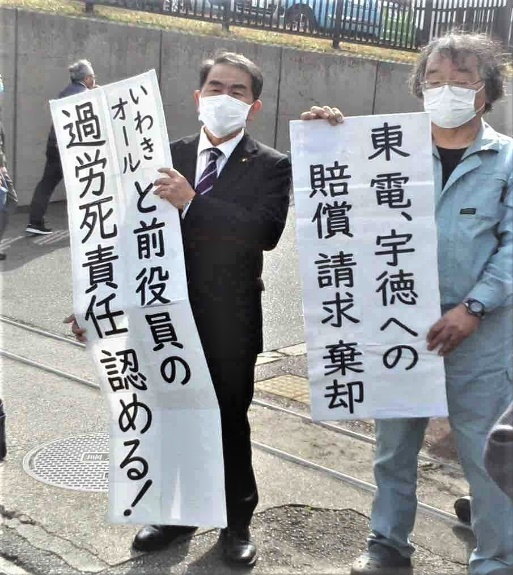 いわき
オール
と前役員の
過労死責任認める!
東電、宇徳への
賠償請求棄却